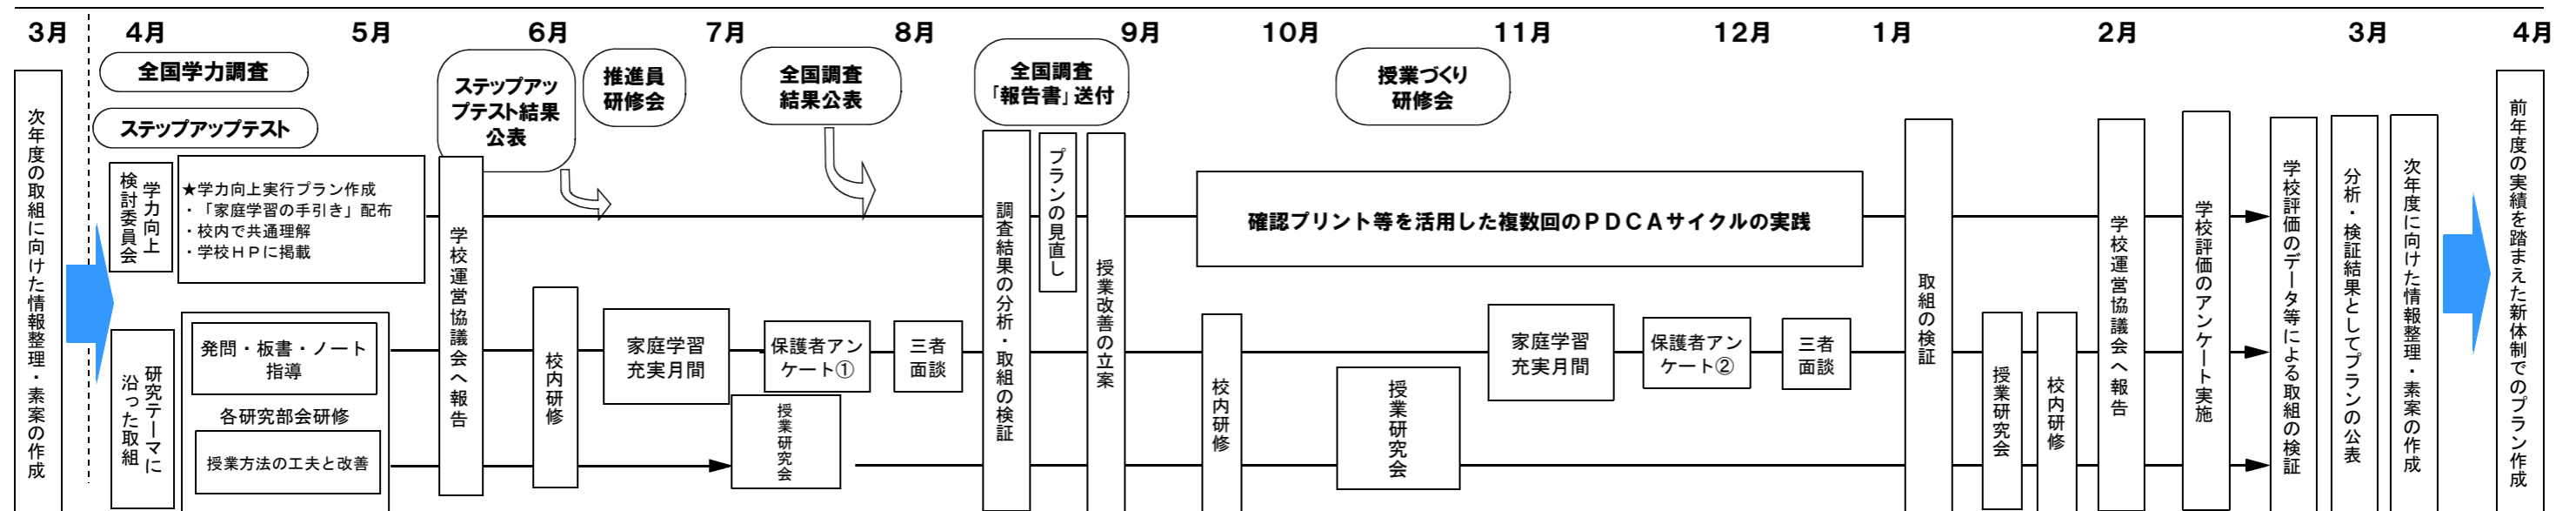 3月
4月
5月
6月
7月
8月
9月
10月
11月
12月
1月
2月
3月
4月
全国学力調査
ステップアップテスト
ステップアッ
プテスト結果
公表
推進員
研修会
全国調査
結果公表
全国調査
「報告書」送付
授業づくり
研修会
次年度の取組に向けた情報整理・素案の作成
学力向上
検討委員会
★学力向上実行プラン作成
・「家庭学習の手引き」配布
・校内で共通理解
・学校HPに掲載
研究テーマに
沿った取組
発問・板書・ノート
指導
各研究部会研修
授業方法の工夫と改善
学校運営協議会へ報告
校内研修
家庭学習
充実月間
保護者アン
ケート①
授業研究会
三者
面談
調査結果の分析・取組の検証
プランの見直し
授業改善の立案
確認プリント等を活用した複数回のPDCAサイクルの実践
校内研修
授業研究会
家庭学習
充実月間
保護者アン
ケート②
三者
面談
取組の検証
授業研究会
校内研修
学校運営協議会へ報告
学校評価のアンケート実施
学校評価のデータ等による取組の検証
分析・検証結果としてプランの公表
次年度に向けた情報整理・素案の作成
前年度の実績を踏まえた新体制でのプラン作成